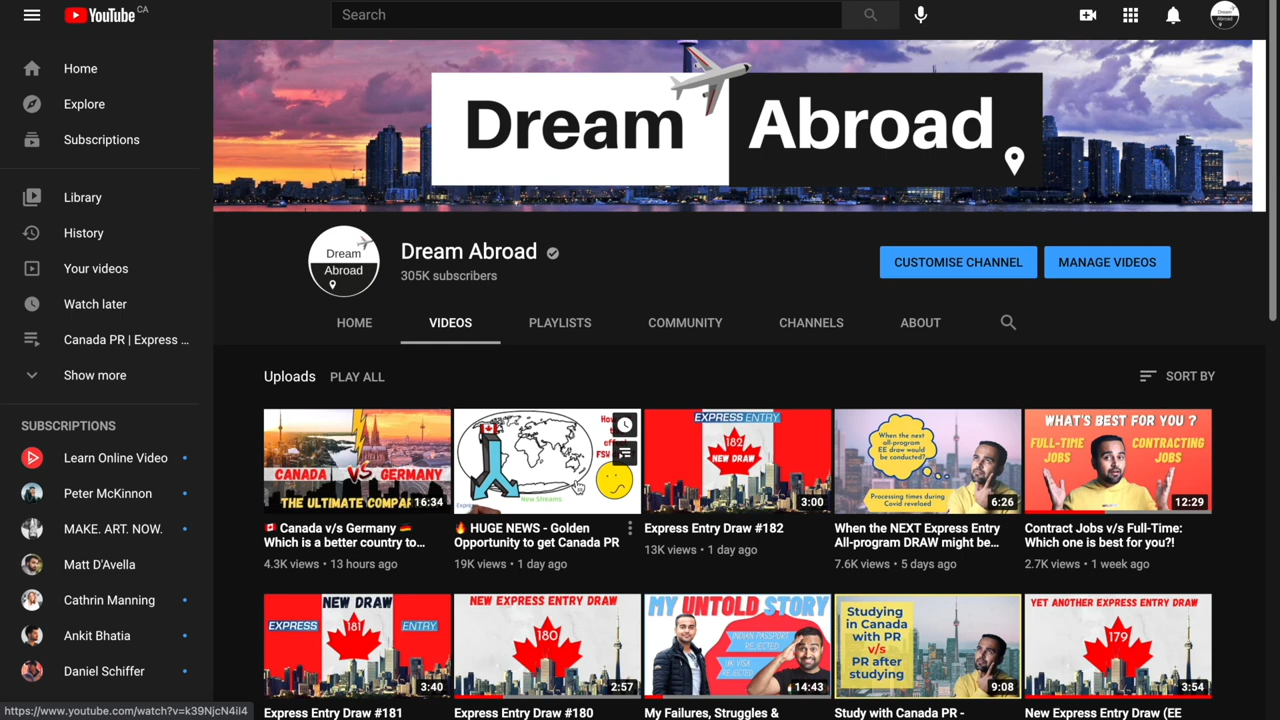 YouTube CA
Search
Dream
Abroad
Home
Explore
Subscriptions
Library
History
Your videos
Watch later
Canada PR | Express ...
Show more
SUBSCRIPTIONS
Learn Online Video
Peter McKinnon
MAKE. ART. NOW.
Matt D'Avella
Cathrin Manning
Ankit Bhatia
Daniel Schiffer
https://www.youtube.com/watch?v=k39NjcN4iI4
Dream Abroad
Dream
Abroad
Dream Abroad
305K subscribers
CUSTOMISE CHANNEL
MANAGE VIDEOS
HOME
VIDEOS
PLAYLISTS
COMMUNITY
CHANNELS
ABOUT
Uploads
PLAY ALL
SORT BY
CANADA VS GERMANY
THE ULTIMATE COMPAR
16:34
🇨🇦 Canada v/s Germany 🇩🇪
Which is a better country to...
4.3K views • 13 hours ago
New Streams
FSW
🔥 HUGE NEWS - Golden
Opportunity to get Canada PR
19K views • 1 day ago
EXPRESS ENTRY
182
NEW DRAW
3:00
Express Entry Draw #182
13K views • 1 day ago
When the next
all-program
EE draw would
be conducted?
Processing times during
Covid revelaed
6:26
When the NEXT Express Entry
All-program DRAW might be...
7.6K views • 5 days ago
WHAT'S BEST FOR YOU ?
FULL-TIME
JOBS
CONTRACTING
JOBS
12:29
Contract Jobs v/s Full-Time:
Which one is best for you?!
2.7K views • 1 week ago
NEW DRAW
EXPRESS
181
ENTRY
3:40
Express Entry Draw #181
NEW EXPRESS ENTRY DRAW
180
2:57
Express Entry Draw #180
MY UNTOLD STORY
INDIAN PASSPORT
REJECTED
UK VISA
REJECTED
14:43
My Failures, Struggles &
Studying
in Canada
with PR
v/s
PR after
studying
9:08
Study with Canada PR -
YET ANOTHER EXPRESS ENTRY DRAW
179
3:54
New Express Entry Draw (EE